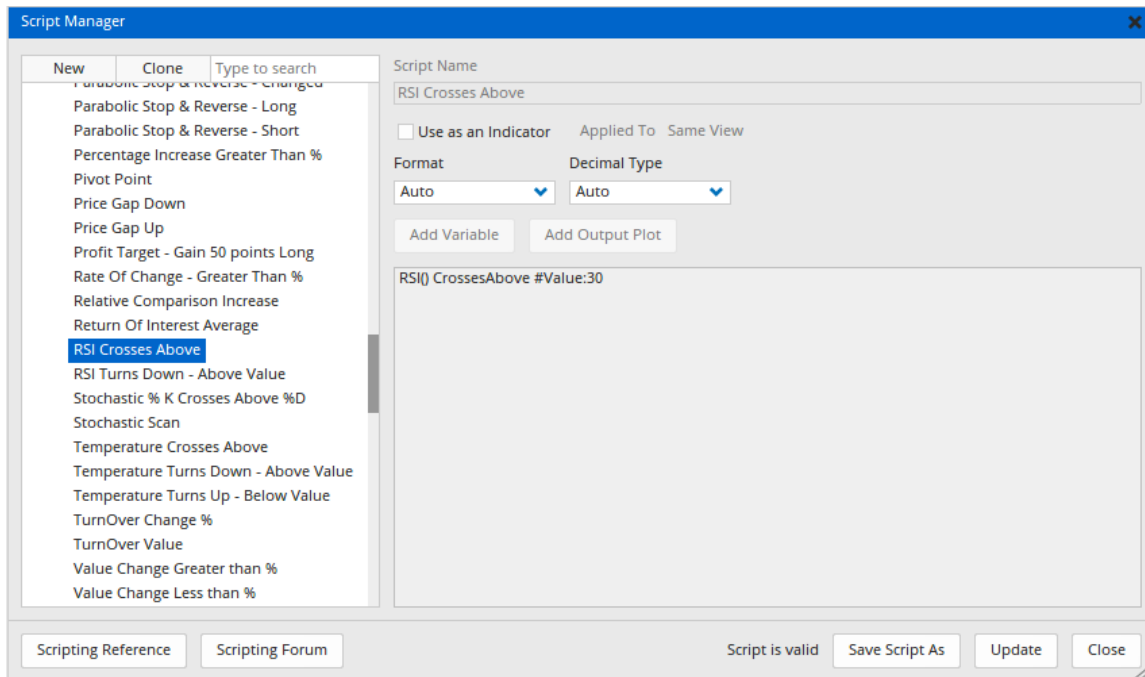 Script Manager
New
Clone
Type to search
Parabolic Stop & Reverse - Changed
Parabolic Stop & Reverse - Long
Parabolic Stop & Reverse - Short
Percentage Increase Greater Than %
Pivot Point
Price Gap Down
Price Gap Up
Profit Target - Gain 50 points Long
Rate Of Change - Greater Than %
Relative Comparison Increase
Return Of Interest Average
RSI Crosses Above
RSI Turns Down - Above Value
Stochastic % K Crosses Above %D
Stochastic Scan
Temperature Crosses Above
Temperature Turns Down - Above Value
Temperature Turns Up - Below Value
TurnOver Change %
TurnOver Value
Value Change Greater than %
Value Change Less than %
Script Name
RSI Crosses Above
Use as an Indicator
Applied To Same View
Format
Decimal Type
Auto
Auto
Add Variable
Add Output Plot
RSI() CrossesAbove #Value:30
Scripting Reference
Scripting Forum
Script is valid
Save Script As
Update
Close